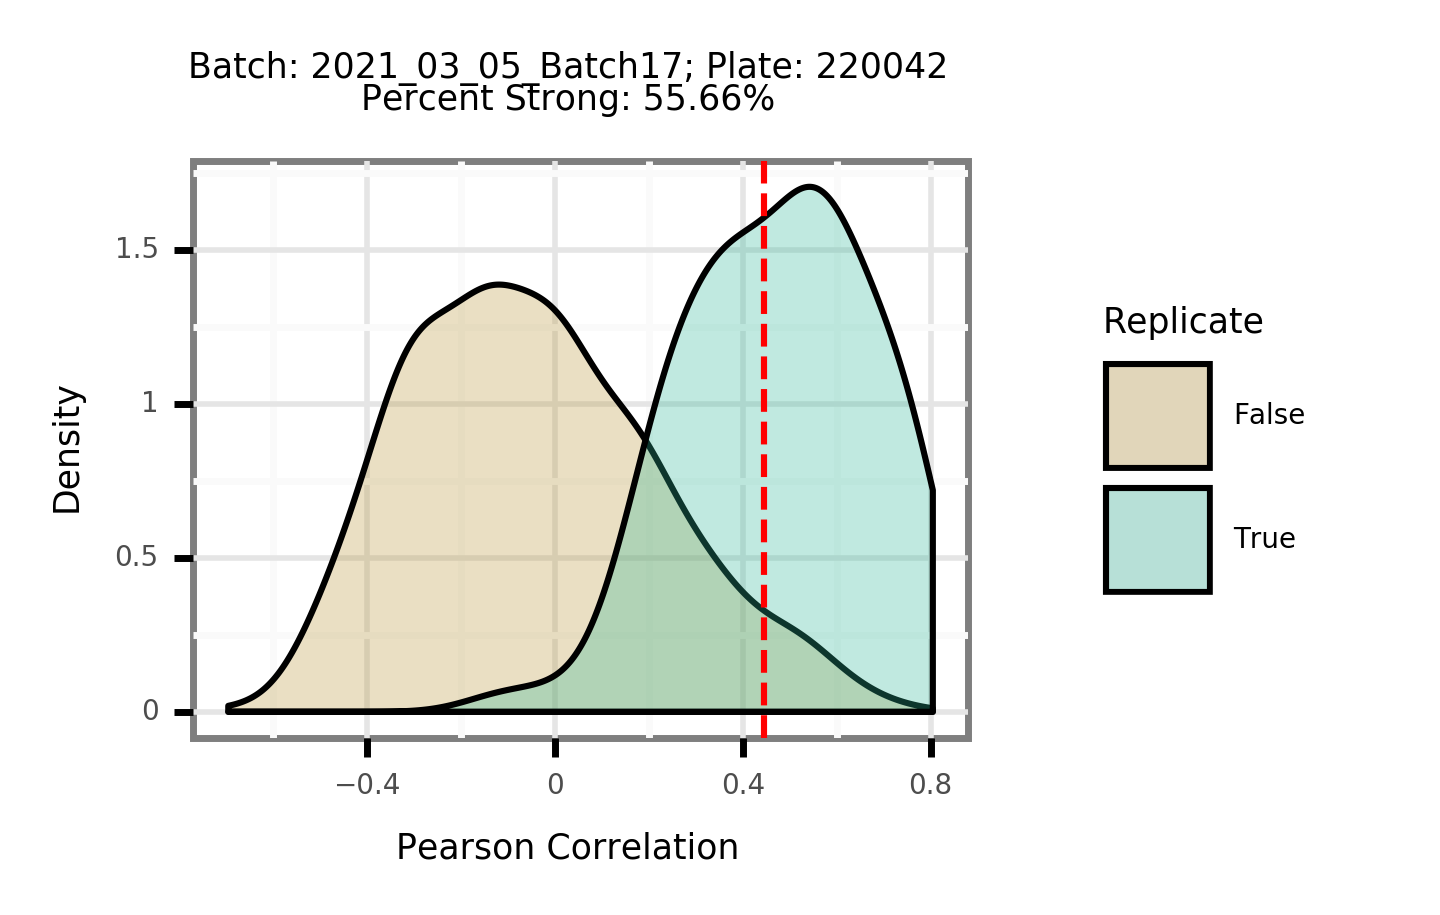 Batch: 2021_03_05_Batch17; Plate: 220042
Percent Strong: 55.66%
Density
1.5
1
0.5
0
−0.4
0
0.4
0.8
Pearson Correlation
Replicate
False
True